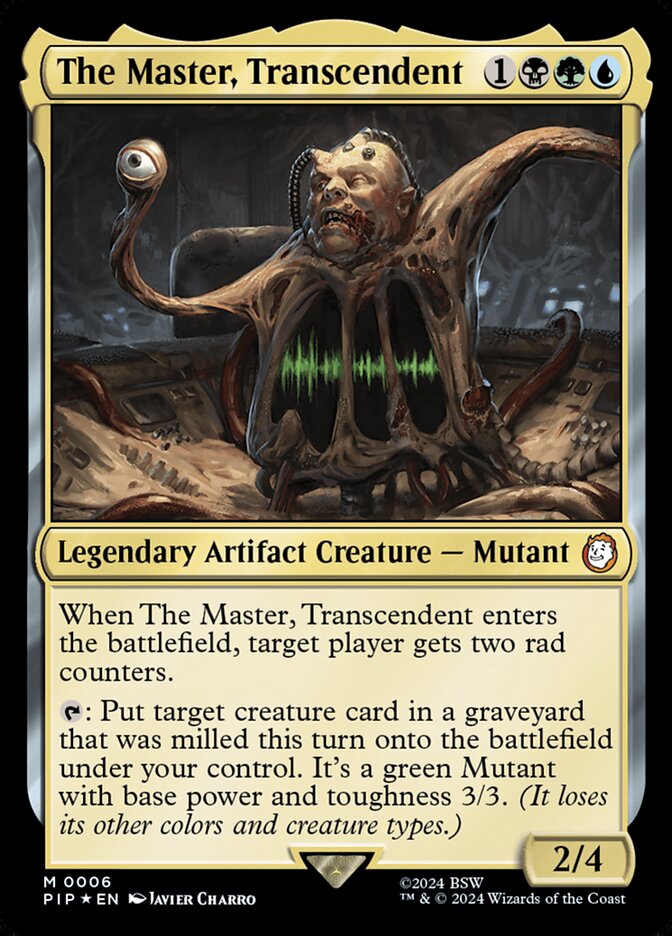 The Master, Transcendent 1
When The Master, Transcendent enters
the battlefield, target player gets two rad
counters.
: Put target creature card in a graveyard
that was milled this turn onto the battlefield
under your control. It's a green Mutant
with base power and toughness 3/3. (It loses
its other colors and creature types.)
Legendary Artifact Creature — Mutant
2/4
M 0006
PIP★EN Javier Charro
©2024 BSW
™ & © 2024 Wizards of the Coast